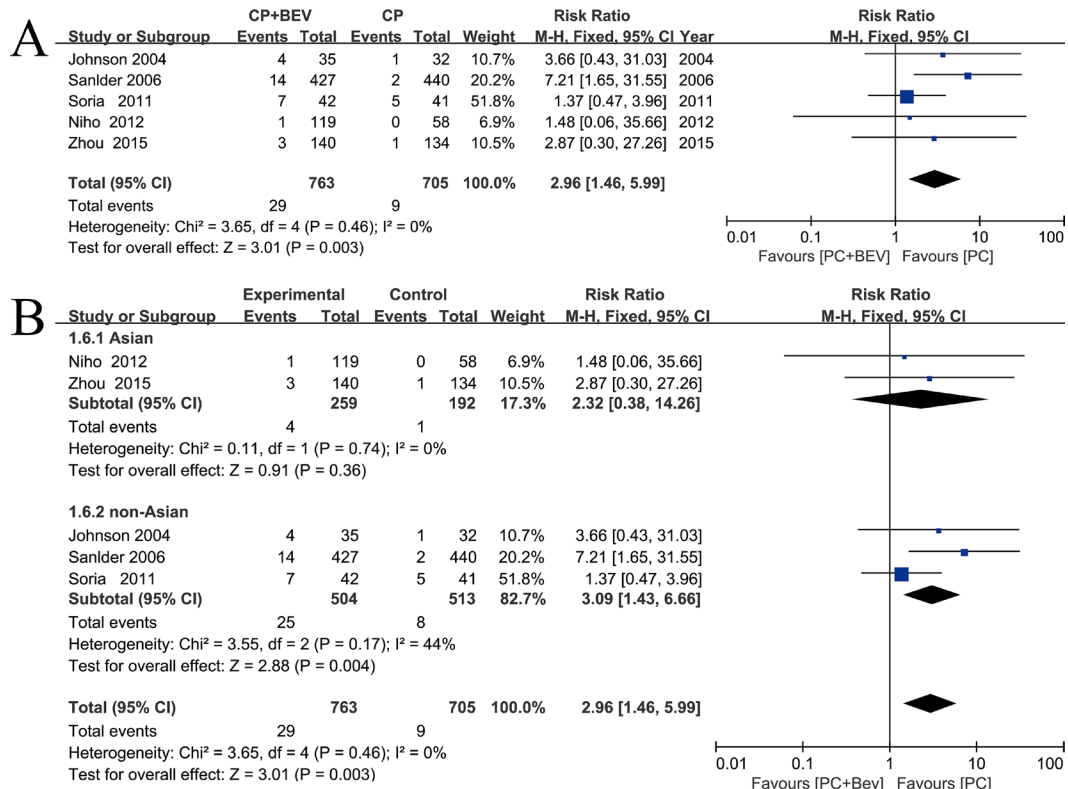 A
CP+BEV CP Risk Ratio Risk Ratio
Study or Subgroup Events Total Events Total Weight M-H, Fixed, 95% CI Year M-H, Fixed, 95% CI
Johnson 2004 4 35 1 32 10.7% 3.66 [0.43, 31.03] 2004
Sanlder 2006 14 427 2 440 20.2% 7.21 [1.65, 31.55] 2006
Soria 2011 7 42 5 41 51.8% 1.37 [0.47, 3.96] 2011
Niho 2012 1 119 0 58 6.9% 1.48 [0.06, 35.66] 2012
Zhou 2015 3 140 1 134 10.5% 2.87 [0.30, 27.26] 2015
Total (95% CI) 763 705 100.0% 2.96 [1.46, 5.99]
Total events 29 9
Heterogeneity: Chi² = 3.65, df = 4 (P = 0.46); I² = 0%
Test for overall effect: Z = 3.01 (P = 0.003)
0.01 0.1 1 10 100
Favours [PC+BEV] Favours [PC]
B
Experimental Control Risk Ratio Risk Ratio
Study or Subgroup Events Total Events Total Weight M-H, Fixed, 95% CI M-H, Fixed, 95% CI
1.6.1 Asian
Niho 2012 1 119 0 58 6.9% 1.48 [0.06, 35.66]
Zhou 2015 3 140 1 134 10.5% 2.87 [0.30, 27.26]
Subtotal (95% CI) 259 192 17.3% 2.32 [0.38, 14.26]
Total events 4 1
Heterogeneity: Chi² = 0.11, df = 1 (P = 0.74); I² = 0%
Test for overall effect: Z = 0.91 (P = 0.36)
1.6.2 non-Asian
Johnson 2004 4 35 1 32 10.7% 3.66 [0.43, 31.03]
Sanlder 2006 14 427 2 440 20.2% 7.21 [1.65, 31.55]
Soria 2011 7 42 5 41 51.8% 1.37 [0.47, 3.96]
Subtotal (95% CI) 504 513 82.7% 3.09 [1.43, 6.66]
Total events 25 8
Heterogeneity: Chi² = 3.55, df = 2 (P = 0.17); I² = 44%
Test for overall effect: Z = 2.88 (P = 0.004)
Total (95% CI) 763 705 100.0% 2.96 [1.46, 5.99]
Total events 29 9
Heterogeneity: Chi² = 3.65, df = 4 (P = 0.46); I² = 0%
Test for overall effect: Z = 3.01 (P = 0.003)
0.01 0.1 1 10 100
Favours [PC+Bev] Favours [PC]